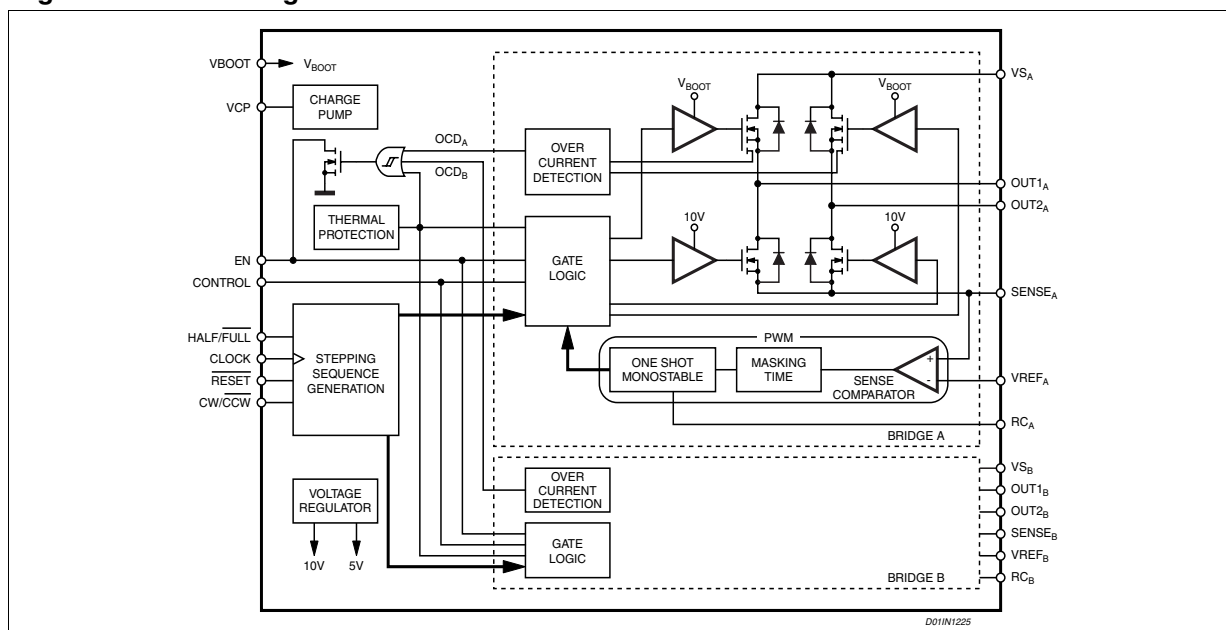 VBOOT
VBOOT
VCP
CHARGE
PUMP
OCDA
OCDB
THERMAL
PROTECTION
EN
CONTROL
HALF/FULL
CLOCK
RESET
CW/CCW
STEPPING
SEQUENCE
GENERATION
VOLTAGE
REGULATOR
10V
5V
OVER
CURRENT
DETECTION
GATE
LOGIC
VBOOT
VBOOT
10V
10V
PWM
ONE SHOT
MONOSTABLE
MASKING
TIME
+
-
SENSE
COMPARATOR
BRIDGE A
OVER
CURRENT
DETECTION
GATE
LOGIC
BRIDGE B
VSA
OUT1A
OUT2A
SENSEA
VREFA
RCA
VSB
OUT1B
OUT2B
SENSEB
VREFB
RCB
D01IN1225